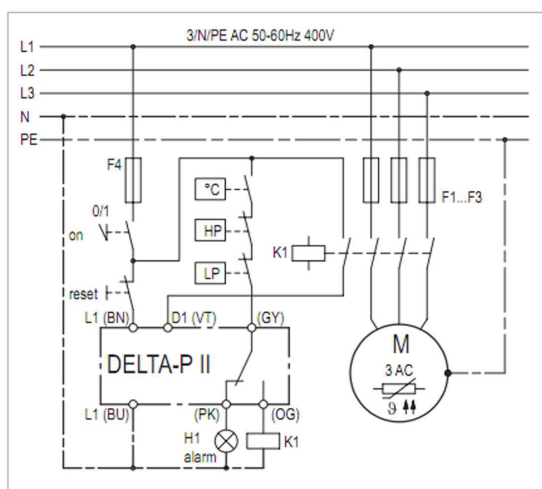 3/N/PE AC 50-60Hz 400V
L1
L2
L3
N
PE
F4
°C
F1...F3
0/1
on
HP
K1
LP
reset
L1 (BN)
D1 (VT)
(GY)
M
3 AC
ϑ
DELTA-P II
L1 (BU)
(PK)
(OG)
H1
alarm
K1